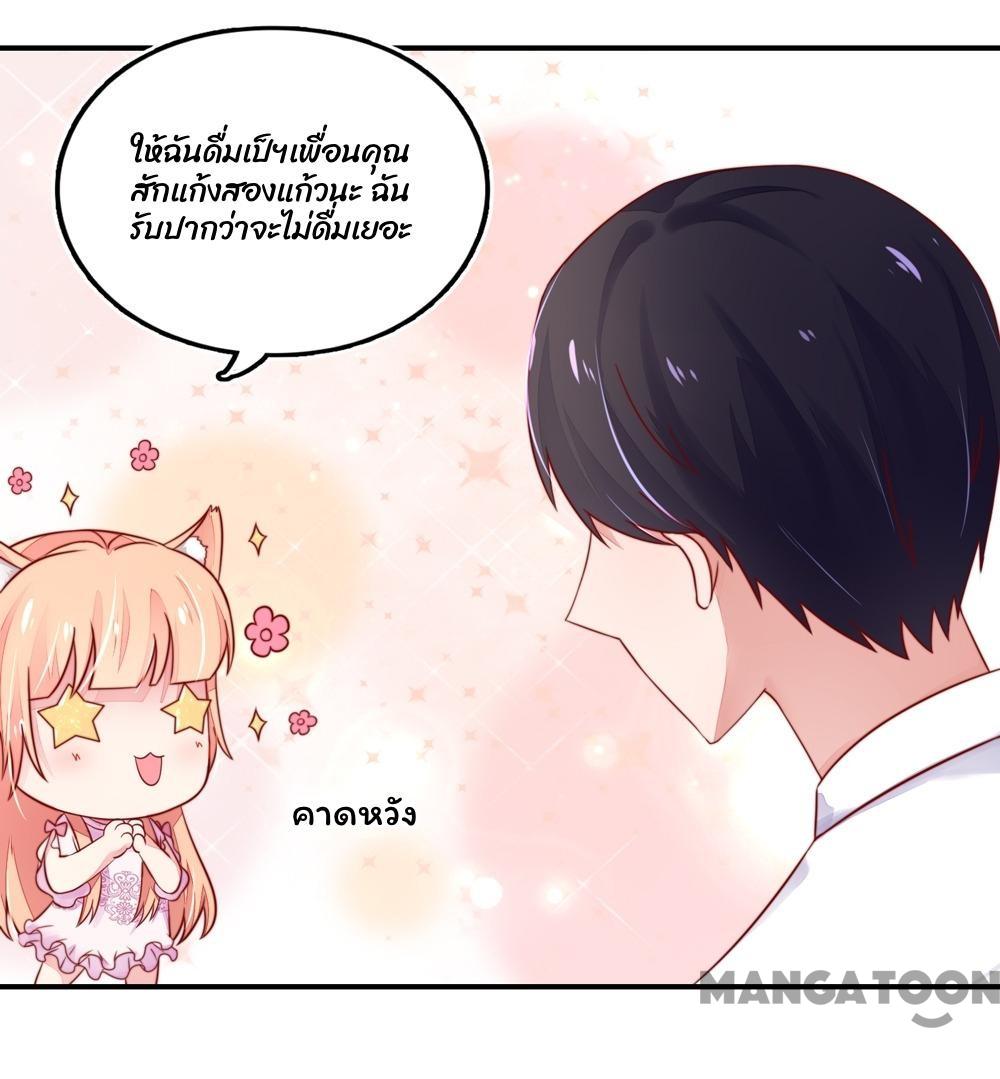 ให้ฉันดื่มเป็ฯเพื่อนคุณ
สักแก้งสองแก้วนะ ฉัน
รับปากว่าจะไม่ดื่มเยอะ
คาดหวัง
MANGATOON